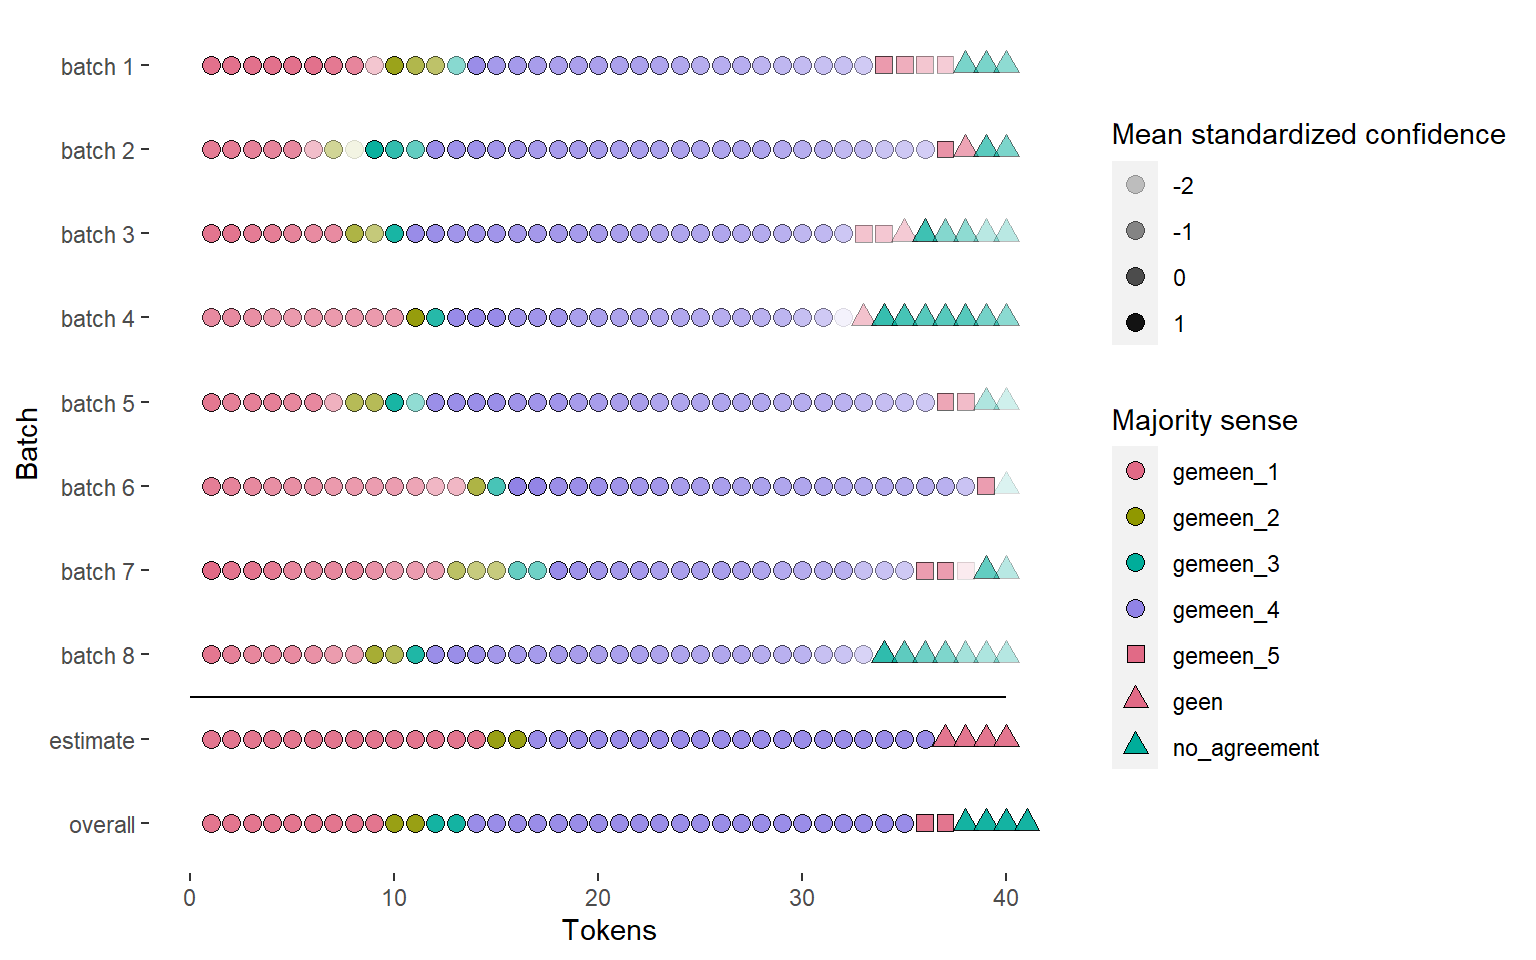 batch 1
batch 2
batch 3
batch 4
batch 5
batch 6
batch 7
batch 8
estimate
overall
Batch
0 10 20 30 40
Tokens
Mean standardized confidence
-2
-1
0
1
Majority sense
gemeen_1
gemeen_2
gemeen_3
gemeen_4
gemeen_5
geen
no_agreement